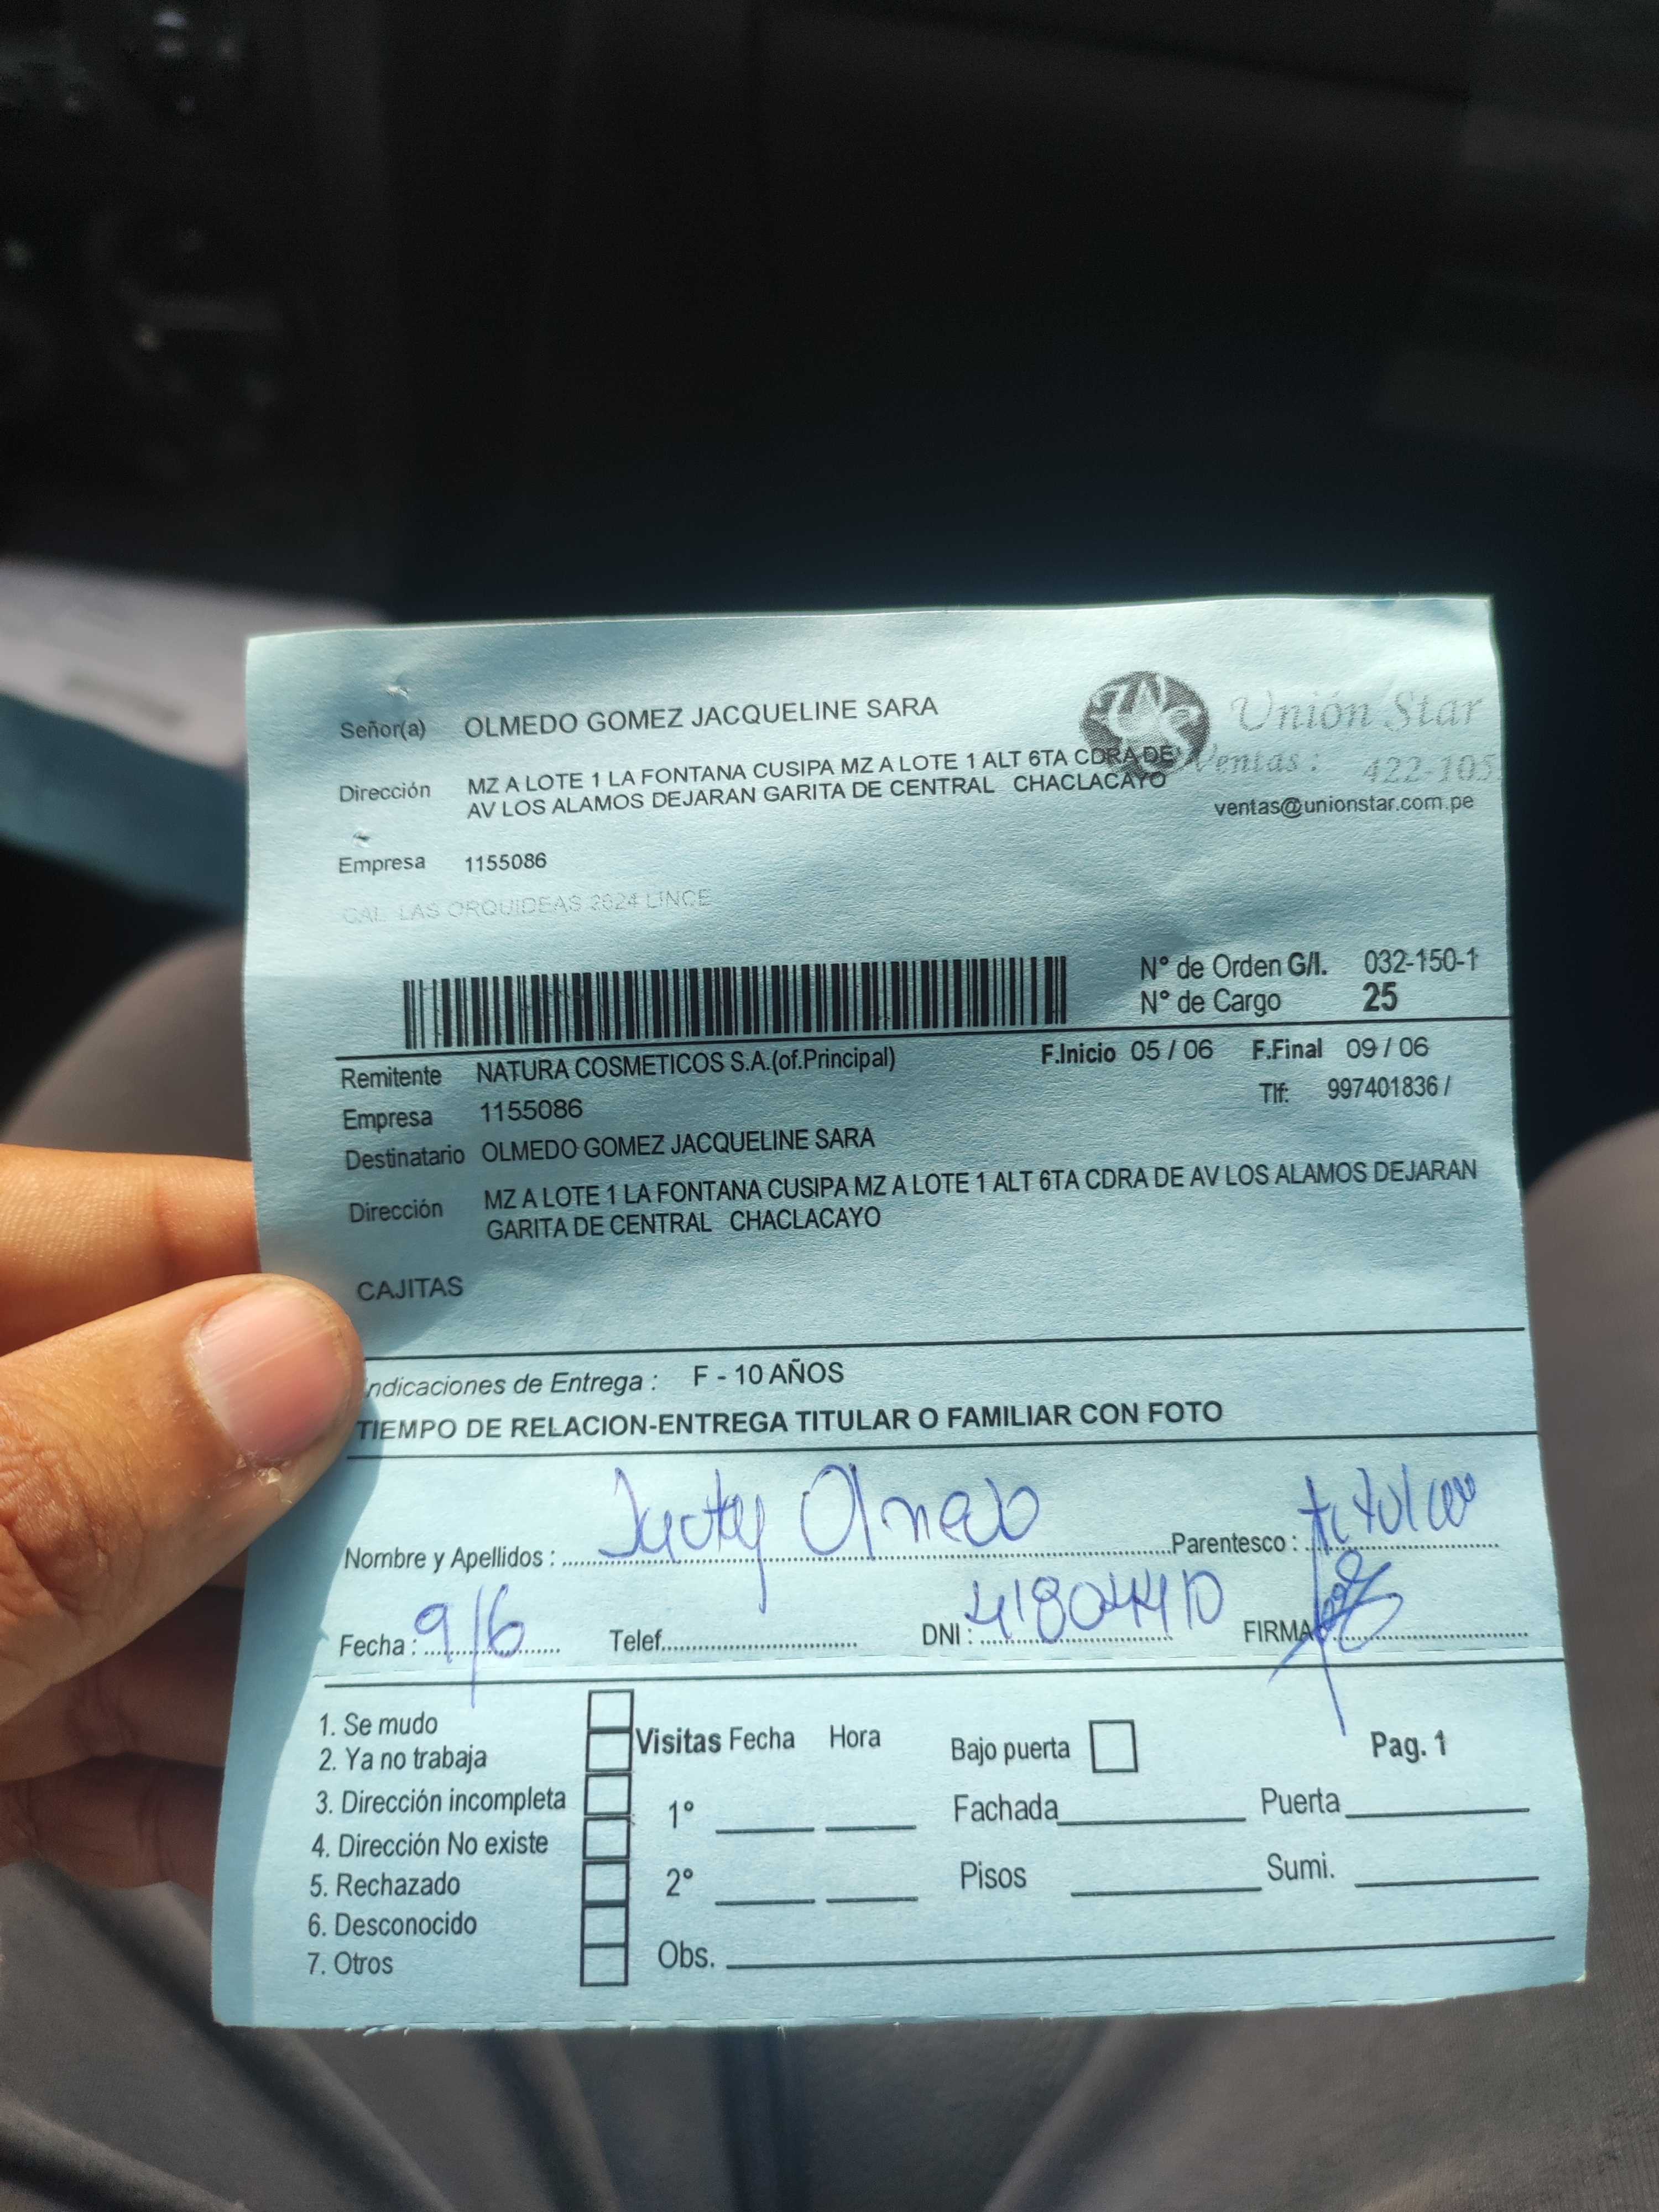 Señor(a) OLMEDO GOMEZ JACQUELINE SARA
Unión Star
Dirección MZ A LOTE 1 LA FONTANA CUSIPA MZ A LOTE 1 ALT 6TA CDRA DE
AV LOS ALAMOS DEJARAN GARITA DE CENTRAL CHACLACAYO
Ventas : 422-105
ventas@unionstar.com.pe
Empresa 1155086
CAL LAS ORQUIDEAS 2624 LINCE
N° de Orden G/I. 032-150-1
N° de Cargo 25
Remitente NATURA COSMETICOS S.A.(of.Principal) F.Inicio 05 / 06 F.Final 09 / 06
Empresa 1155086 Tlf: 997401836 /
Destinatario OLMEDO GOMEZ JACQUELINE SARA
Dirección MZ A LOTE 1 LA FONTANA CUSIPA MZ A LOTE 1 ALT 6TA CDRA DE AV LOS ALAMOS DEJARAN
GARITA DE CENTRAL CHACLACAYO
CAJITAS
ndicaciones de Entrega : F - 10 AÑOS
TIEMPO DE RELACION-ENTREGA TITULAR O FAMILIAR CON FOTO
Nombre y Apellidos : Olmedo Parentesco : titular
Fecha : 9/6 Telef. DNI : 41804410 FIRMA
1. Se mudo
2. Ya no trabaja
3. Dirección incompleta
4. Dirección No existe
5. Rechazado
6. Desconocido
7. Otros
Visitas Fecha Hora Bajo puerta Pag. 1
1° Fachada Puerta
2° Pisos Sumi.
Obs.